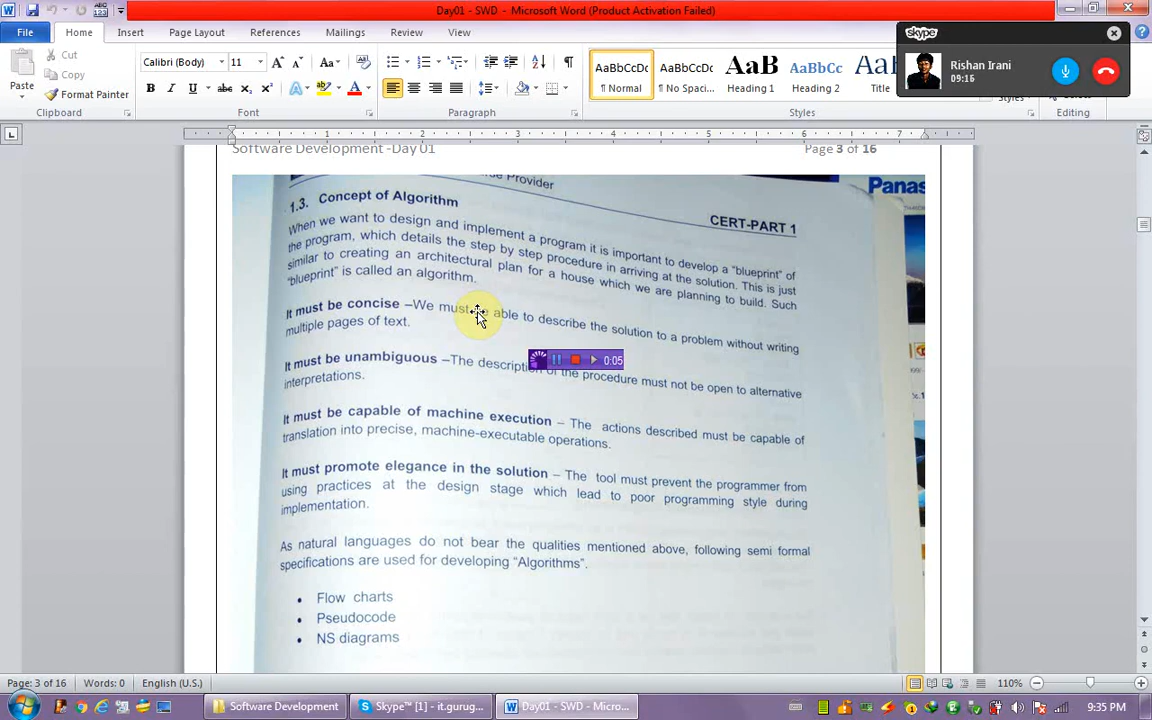 Day01 - SWD - Microsoft Word (Product Activation Failed)
File Home Insert Page Layout References Mailings Review View
skype
Rishan Irani
09:16
Paste
Cut
Copy
Format Painter
Calibri (Body) 11
AaBbCcDc AaBbCcDc AaB AaBbCc AaB
¶ Normal ¶ No Spaci... Heading 1 Heading 2 Title
Clipboard Font Paragraph Styles Editing
1 2 3 4 5 6 7
Software Development -Day 01 Page 3 of 16
Provider
Panas
CERT-PART 1
1.3. Concept of Algorithm
When we want to design and implement a program it is important to develop a "blueprint" of
the program, which details the step by step procedure in arriving at the solution. This is just
similar to creating an architectural plan for a house which we are planning to build. Such
"blueprint" is called an algorithm.
It must be concise –We must be able to describe the solution to a problem without writing
multiple pages of text.
It must be unambiguous –The description of the procedure must not be open to alternative
interpretations.
0:05
It must be capable of machine execution – The actions described must be capable of
translation into precise, machine-executable operations.
It must promote elegance in the solution – The tool must prevent the programmer from
using practices at the design stage which lead to poor programming style during
implementation.
As natural languages do not bear the qualities mentioned above, following semi formal
specifications are used for developing "Algorithms".
• Flow charts
• Pseudocode
• NS diagrams
Page: 3 of 16 Words: 0 English (U.S.) 110%
Software Development Skype™ [1] - it.gurug... Day01 - SWD - Micros... 9:35 PM